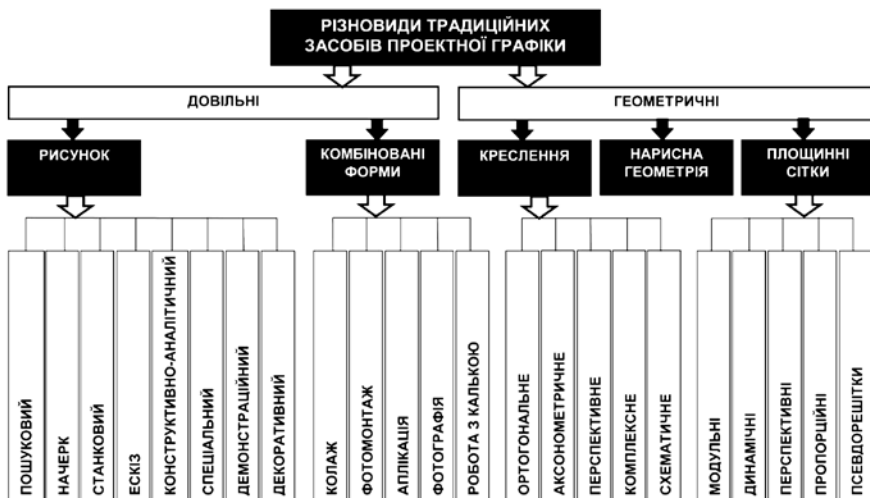 РІЗНОВИДИ ТРАДИЦІЙНИХ
ЗАСОБІВ ПРОЕКТНОЇ ГРАФІКИ
ДОВІЛЬНІ
ГЕОМЕТРИЧНІ
РИСУНОК
КОМБІНОВАНІ
ФОРМИ
КРЕСЛЕННЯ
НАРИСНА
ГЕОМЕТРІЯ
ПЛОЩИННІ
СІТКИ
ПОШУКОВИЙ
НАЧЕРК
СТАНКОВИЙ
ЕСКІЗ
КОНСТРУКТИВНО-АНАЛІТИЧНИЙ
СПЕЦІАЛЬНИЙ
ДЕМОНСТРАЦІЙНИЙ
ДЕКОРАТИВНИЙ
КОЛАЖ
ФОТОМОНТАЖ
АПЛІКАЦІЯ
ФОТОГРАФІЯ
РОБОТА З КАЛЬКОЮ
ОРТОГОНАЛЬНЕ
АКСОНОМЕТРИЧНЕ
ПЕРСПЕКТИВНЕ
КОМПЛЕКСНЕ
СХЕМАТИЧНЕ
МОДУЛЬНІ
ДИНАМІЧНІ
ПЕРСПЕКТИВНІ
ПРОПОРЦІЙНІ
ПСЕВДОРЕШІТКИ